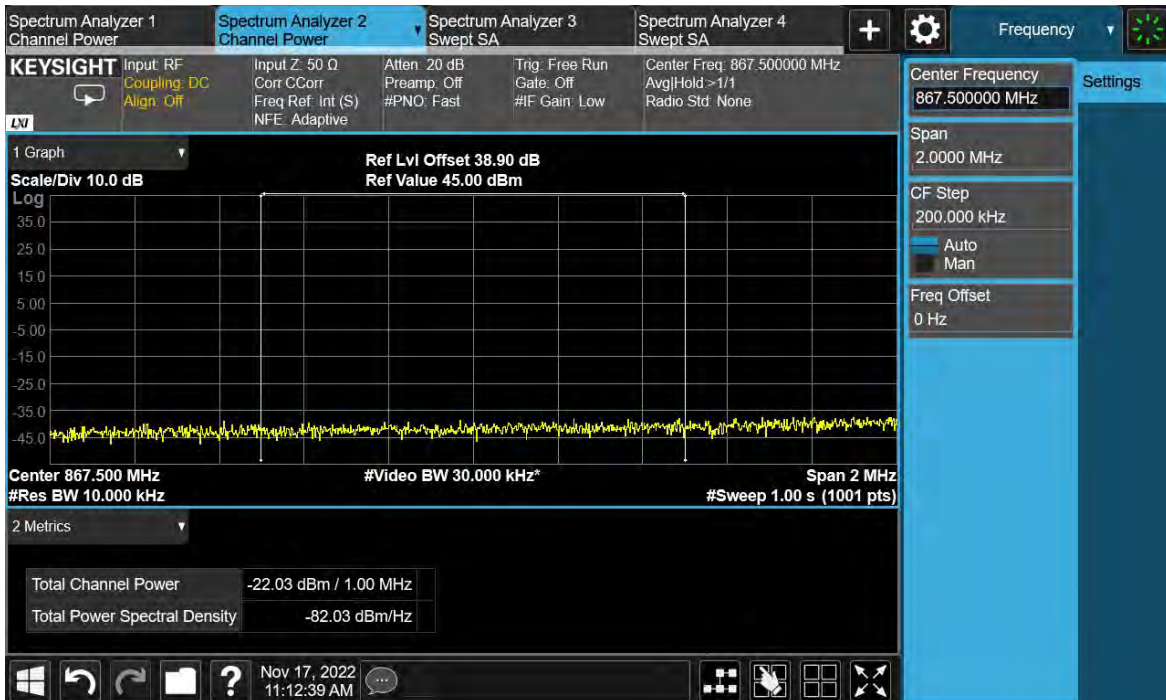 Spectrum Analyzer 1
Channel Power
Spectrum Analyzer 2
Channel Power
Spectrum Analyzer 3
Swept SA
Spectrum Analyzer 4
Swept SA
+
Frequency
KEYSIGHT
LXI
Input: RF
Coupling: DC
Align: Off
Input Z: 50 Ω
Corr CCorr
Freq Ref: Int (S)
NFE: Adaptive
Atten: 20 dB
Preamp: Off
#PNO: Fast
Trig: Free Run
Gate: Off
#IF Gain: Low
Center Freq: 867.500000 MHz
Avg|Hold:>1/1
Radio Std: None
Center Frequency
867.500000 MHz
Settings
Span
2.0000 MHz
CF Step
200.000 kHz
Auto
Man
Freq Offset
0 Hz
1 Graph
Scale/Div 10.0 dB
Ref Lvl Offset 38.90 dB
Ref Value 45.00 dBm
Log
35.0
25.0
15.0
5.00
-5.00
-15.0
-25.0
-35.0
-45.0
Center 867.500 MHz
#Video BW 30.000 kHz*
Span 2 MHz
#Res BW 10.000 kHz
#Sweep 1.00 s (1001 pts)
2 Metrics
Total Channel Power
-22.03 dBm / 1.00 MHz
Total Power Spectral Density
-82.03 dBm/Hz
?
Nov 17, 2022
11:12:39 AM